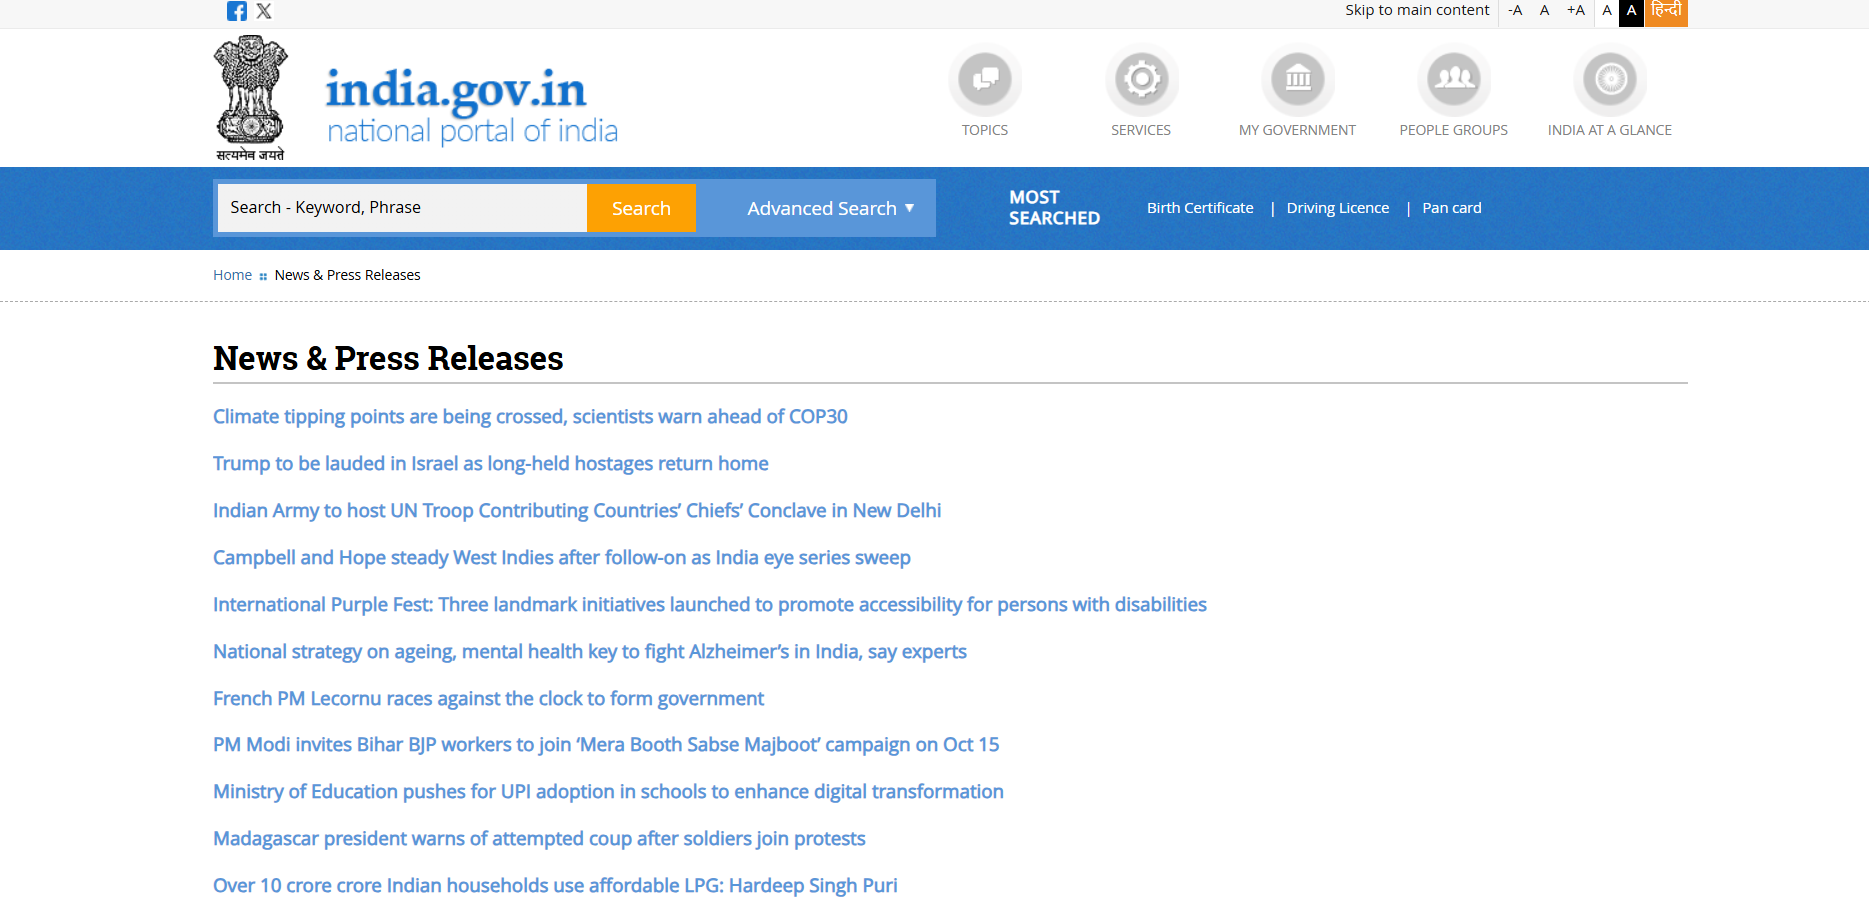 Skip to main content -A A +A A A हिन्दी
सत्यमेव जयते
india.gov.in
national portal of india
TOPICS SERVICES MY GOVERNMENT PEOPLE GROUPS INDIA AT A GLANCE
Search - Keyword, Phrase Search Advanced Search ▼
MOST
SEARCHED
Birth Certificate | Driving Licence | Pan card
Home News & Press Releases
News & Press Releases
Climate tipping points are being crossed, scientists warn ahead of COP30
Trump to be lauded in Israel as long-held hostages return home
Indian Army to host UN Troop Contributing Countries’ Chiefs’ Conclave in New Delhi
Campbell and Hope steady West Indies after follow-on as India eye series sweep
International Purple Fest: Three landmark initiatives launched to promote accessibility for persons with disabilities
National strategy on ageing, mental health key to fight Alzheimer’s in India, say experts
French PM Lecornu races against the clock to form government
PM Modi invites Bihar BJP workers to join ‘Mera Booth Sabse Majboot’ campaign on Oct 15
Ministry of Education pushes for UPI adoption in schools to enhance digital transformation
Madagascar president warns of attempted coup after soldiers join protests
Over 10 crore crore Indian households use affordable LPG: Hardeep Singh Puri